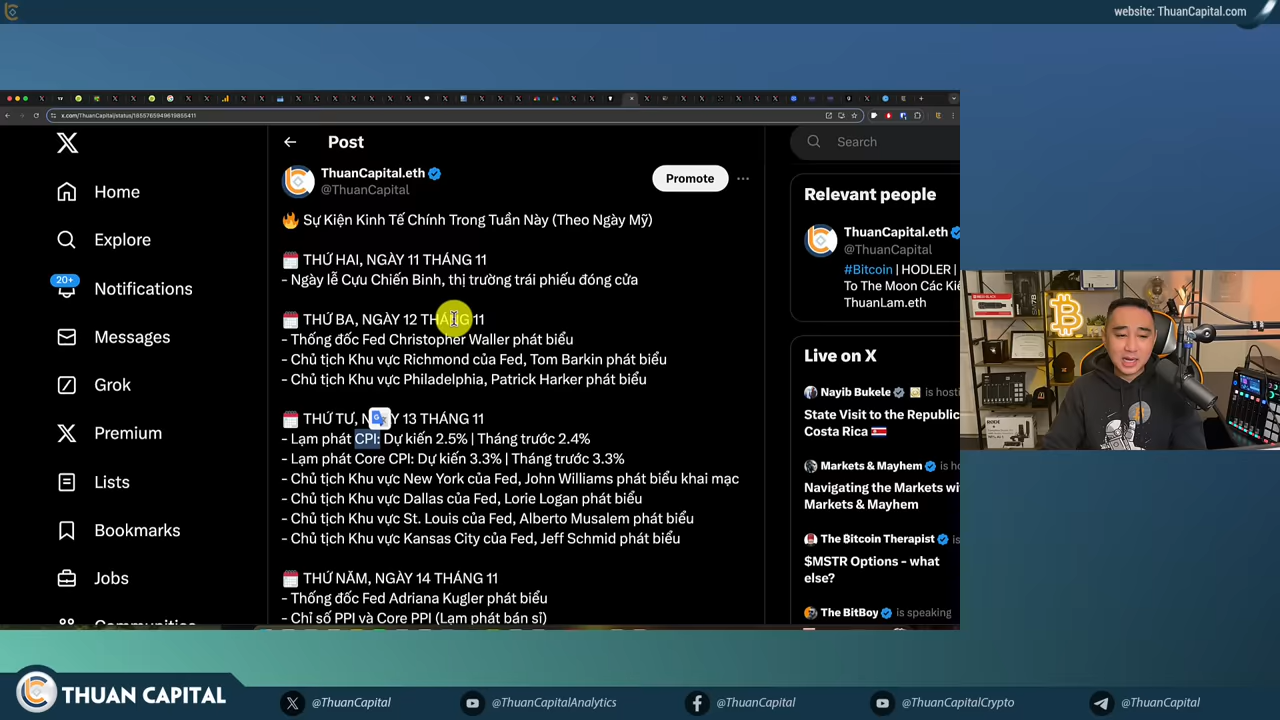 website: ThuanCapital.com
x.com/ThuanCapital/status/1855765949619855411
Post
ThuanCapital.eth
@ThuanCapital
Promote
🔥 Sự Kiện Kinh Tế Chính Trong Tuần Này (Theo Ngày Mỹ)
THỨ HAI, NGÀY 11 THÁNG 11
- Ngày lễ Cựu Chiến Binh, thị trường trái phiếu đóng cửa
THỨ BA, NGÀY 12 THÁNG 11
- Thống đốc Fed Christopher Waller phát biểu
- Chủ tịch Khu vực Richmond của Fed, Tom Barkin phát biểu
- Chủ tịch Khu vực Philadelphia, Patrick Harker phát biểu
THỨ TƯ, NGÀY 13 THÁNG 11
- Lạm phát CPI: Dự kiến 2.5% | Tháng trước 2.4%
- Lạm phát Core CPI: Dự kiến 3.3% | Tháng trước 3.3%
- Chủ tịch Khu vực New York của Fed, John Williams phát biểu khai mạc
- Chủ tịch Khu vực Dallas của Fed, Lorie Logan phát biểu
- Chủ tịch Khu vực St. Louis của Fed, Alberto Musalem phát biểu
- Chủ tịch Khu vực Kansas City của Fed, Jeff Schmid phát biểu
THỨ NĂM, NGÀY 14 THÁNG 11
- Thống đốc Fed Adriana Kugler phát biểu
- Chỉ số PPI và Core PPI (Lạm phát bán sỉ)
Home
Explore
20+
Notifications
Messages
Grok
Premium
Lists
Bookmarks
Jobs
Communities
Search
Relevant people
ThuanCapital.eth
@ThuanCapital
#Bitcoin | HODLER |
To The Moon Các Kiế
ThuanLam.eth
Live on X
Nayib Bukele is hosti
State Visit to the Republic
Costa Rica
Markets & Mayhem is ho
Navigating the Markets wi
Markets & Mayhem
The Bitcoin Therapist is
$MSTR Options - what
else?
The BitBoy is speaking
THUAN CAPITAL
@ThuanCapital
@ThuanCapitalAnalytics
@ThuanCapital
@ThuanCapitalCrypto
@ThuanCapital